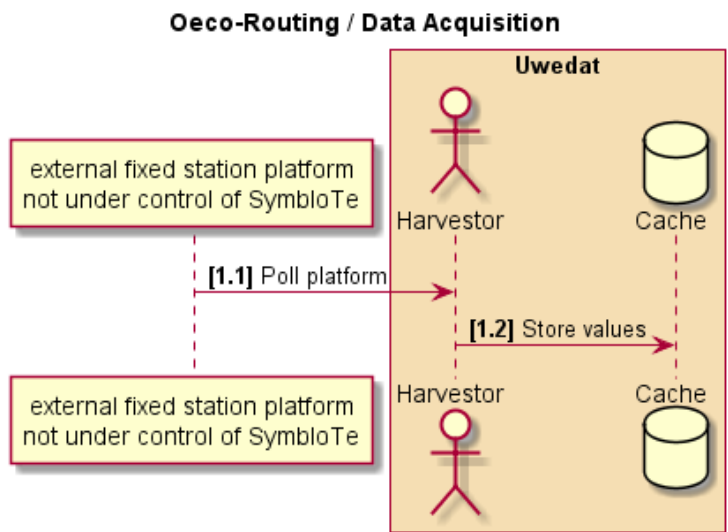 Oeco-Routing / Data Acquisition
Uwedat
external fixed station platform
not under control of SymbIoTe
Harvestor
Cache
[1.1] Poll platform
[1.2] Store values
Harvestor
Cache
external fixed station platform
not under control of SymbIoTe